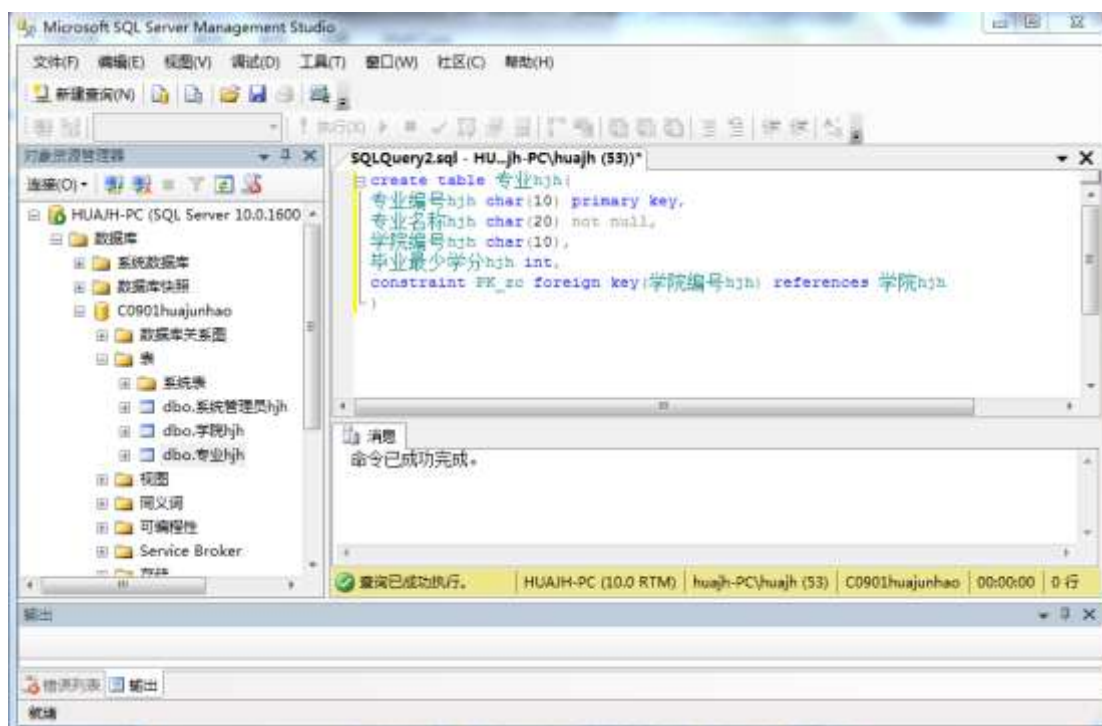 Microsoft SQL Server Management Studio
文件(F) 编辑(E) 视图(V) 调试(D) 工具(T) 窗口(W) 社区(C) 帮助(H)
新建查询(N)
执行(X)
对象资源管理器
连接(O)
HUAJH-PC (SQL Server 10.0.1600
数据库
系统数据库
数据库快照
C0901huajunhao
数据库关系图
表
系统表
dbo.系统管理员hjh
dbo.学院hjh
dbo.专业hjh
视图
同义词
可编程性
Service Broker
存储
SQLQuery2.sql - HU...jh-PC\huajh (53))*
create table 专业hjh(
专业编号hjh char(10) primary key,
专业名称hjh char(20) not null,
学院编号hjh char(10),
毕业最少学分hjh int,
constraint FK_zc foreign key(学院编号hjh) references 学院hjh
)
消息
命令已成功完成。
查询已成功执行。 HUAJH-PC (10.0 RTM) huajh-PC\huajh (53) C0901huajunhao 00:00:00 0 行
输出
错误列表 输出
就绪